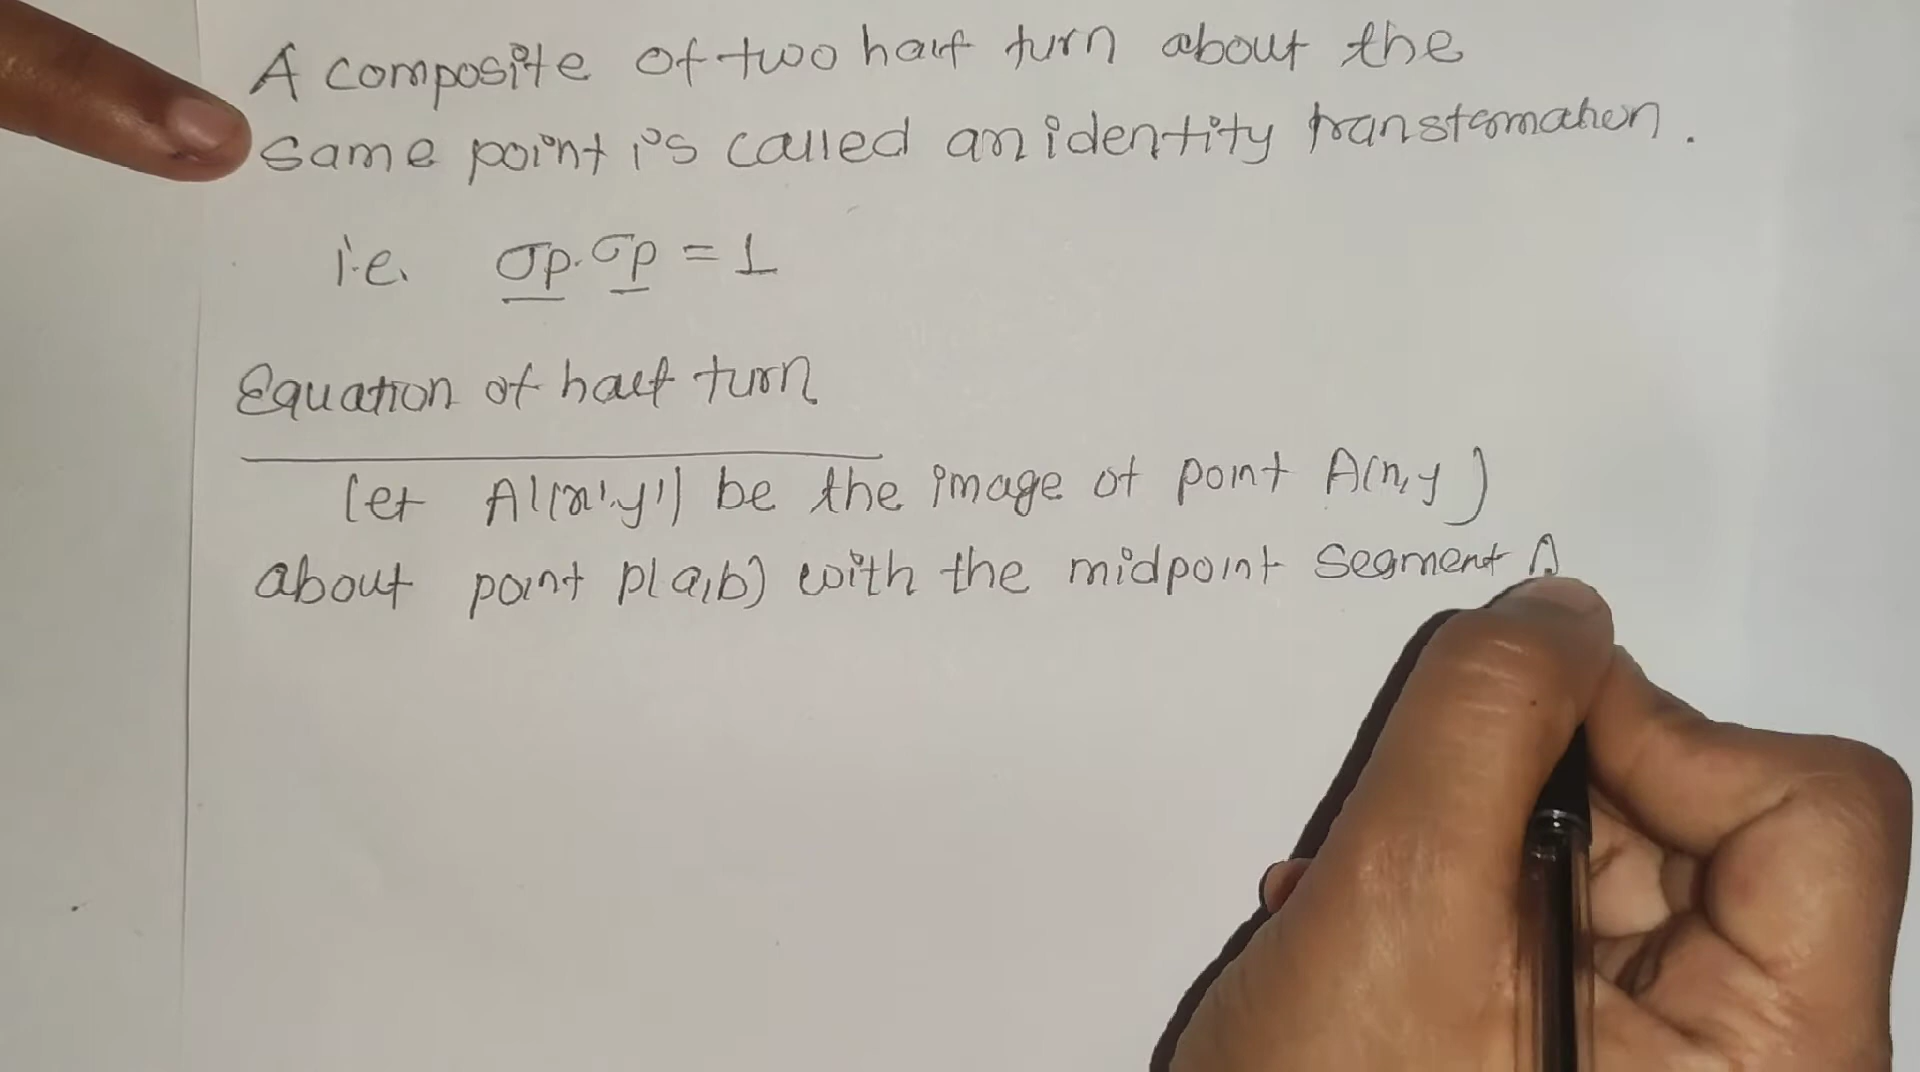 A composite of two half turn about the
same point is called an identity transformation.
i.e. σp.σp = 1
Equation of half turn
let A'(x',y') be the image of point A(x,y)
about point p(a,b) with the midpoint segment A